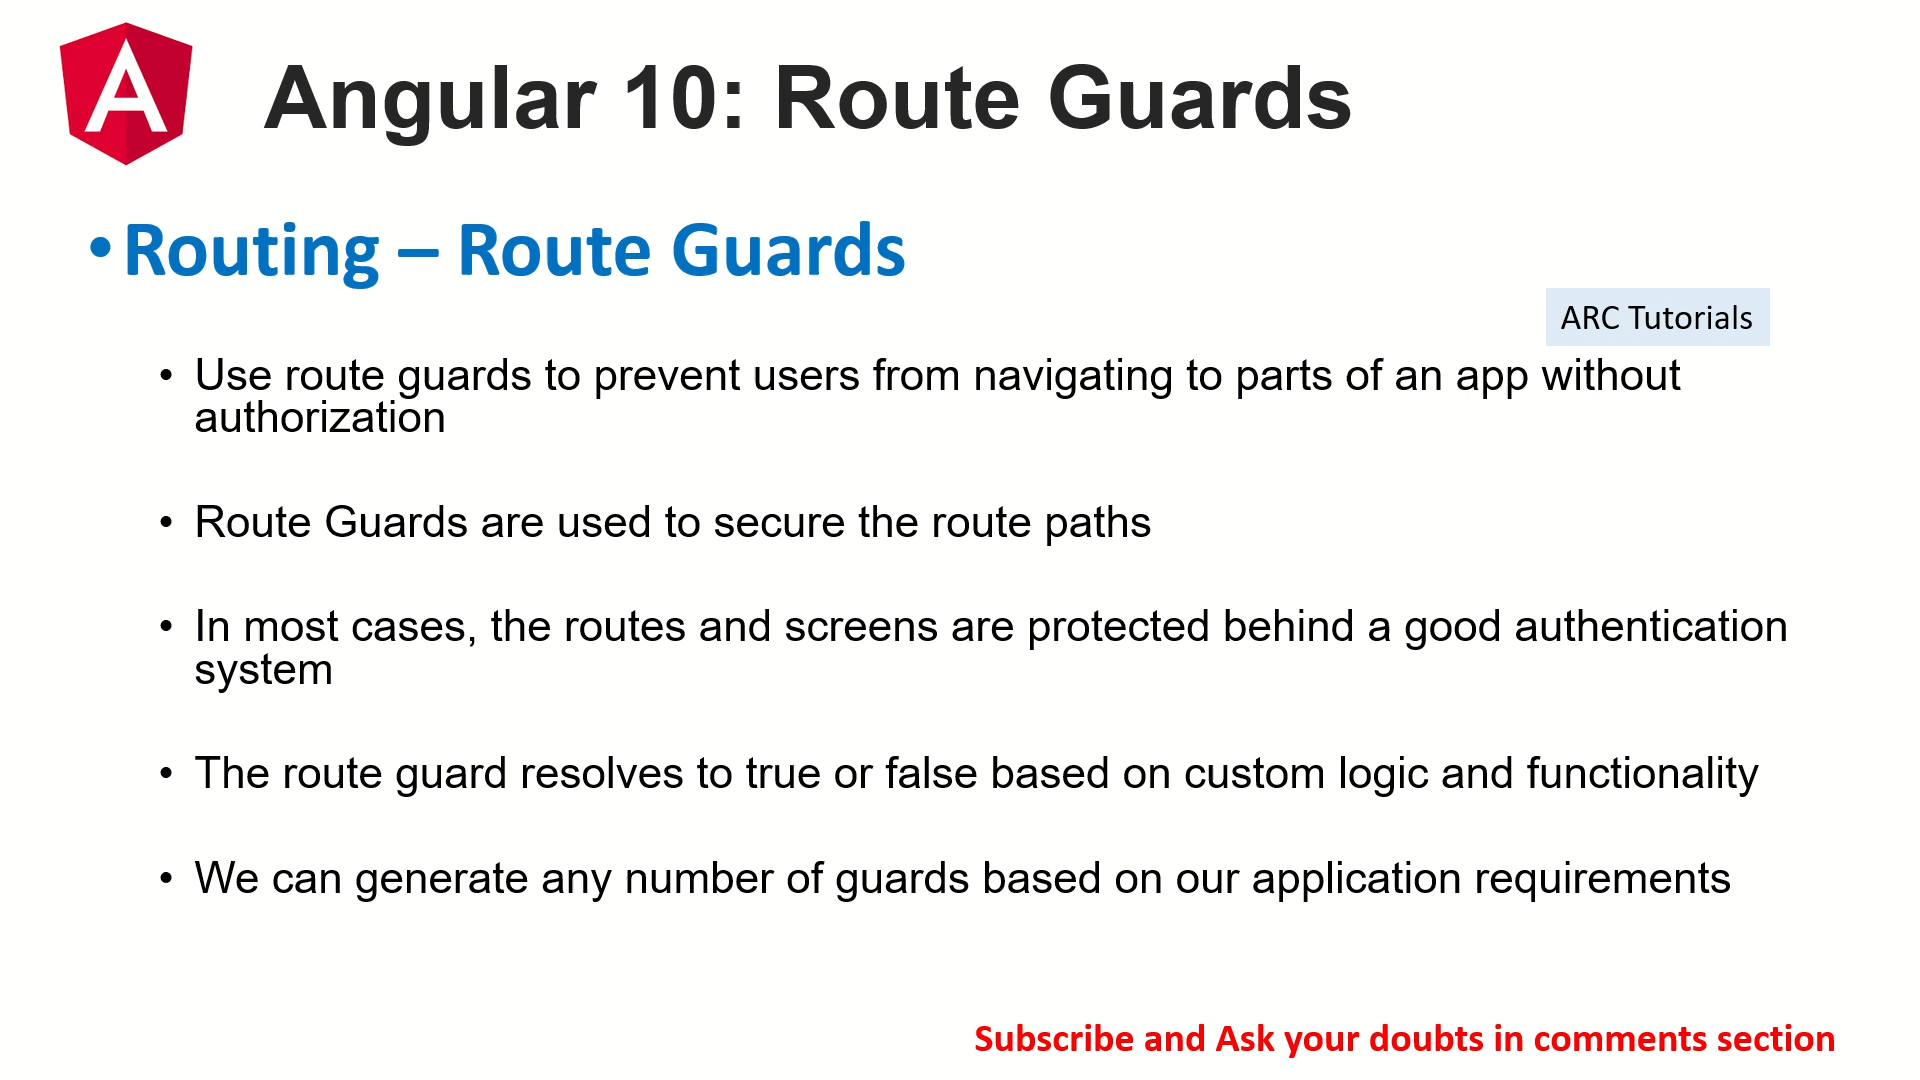 Angular 10: Route Guards
•Routing – Route Guards
ARC Tutorials
• Use route guards to prevent users from navigating to parts of an app without
authorization
• Route Guards are used to secure the route paths
• In most cases, the routes and screens are protected behind a good authentication
system
• The route guard resolves to true or false based on custom logic and functionality
• We can generate any number of guards based on our application requirements
Subscribe and Ask your doubts in comments section